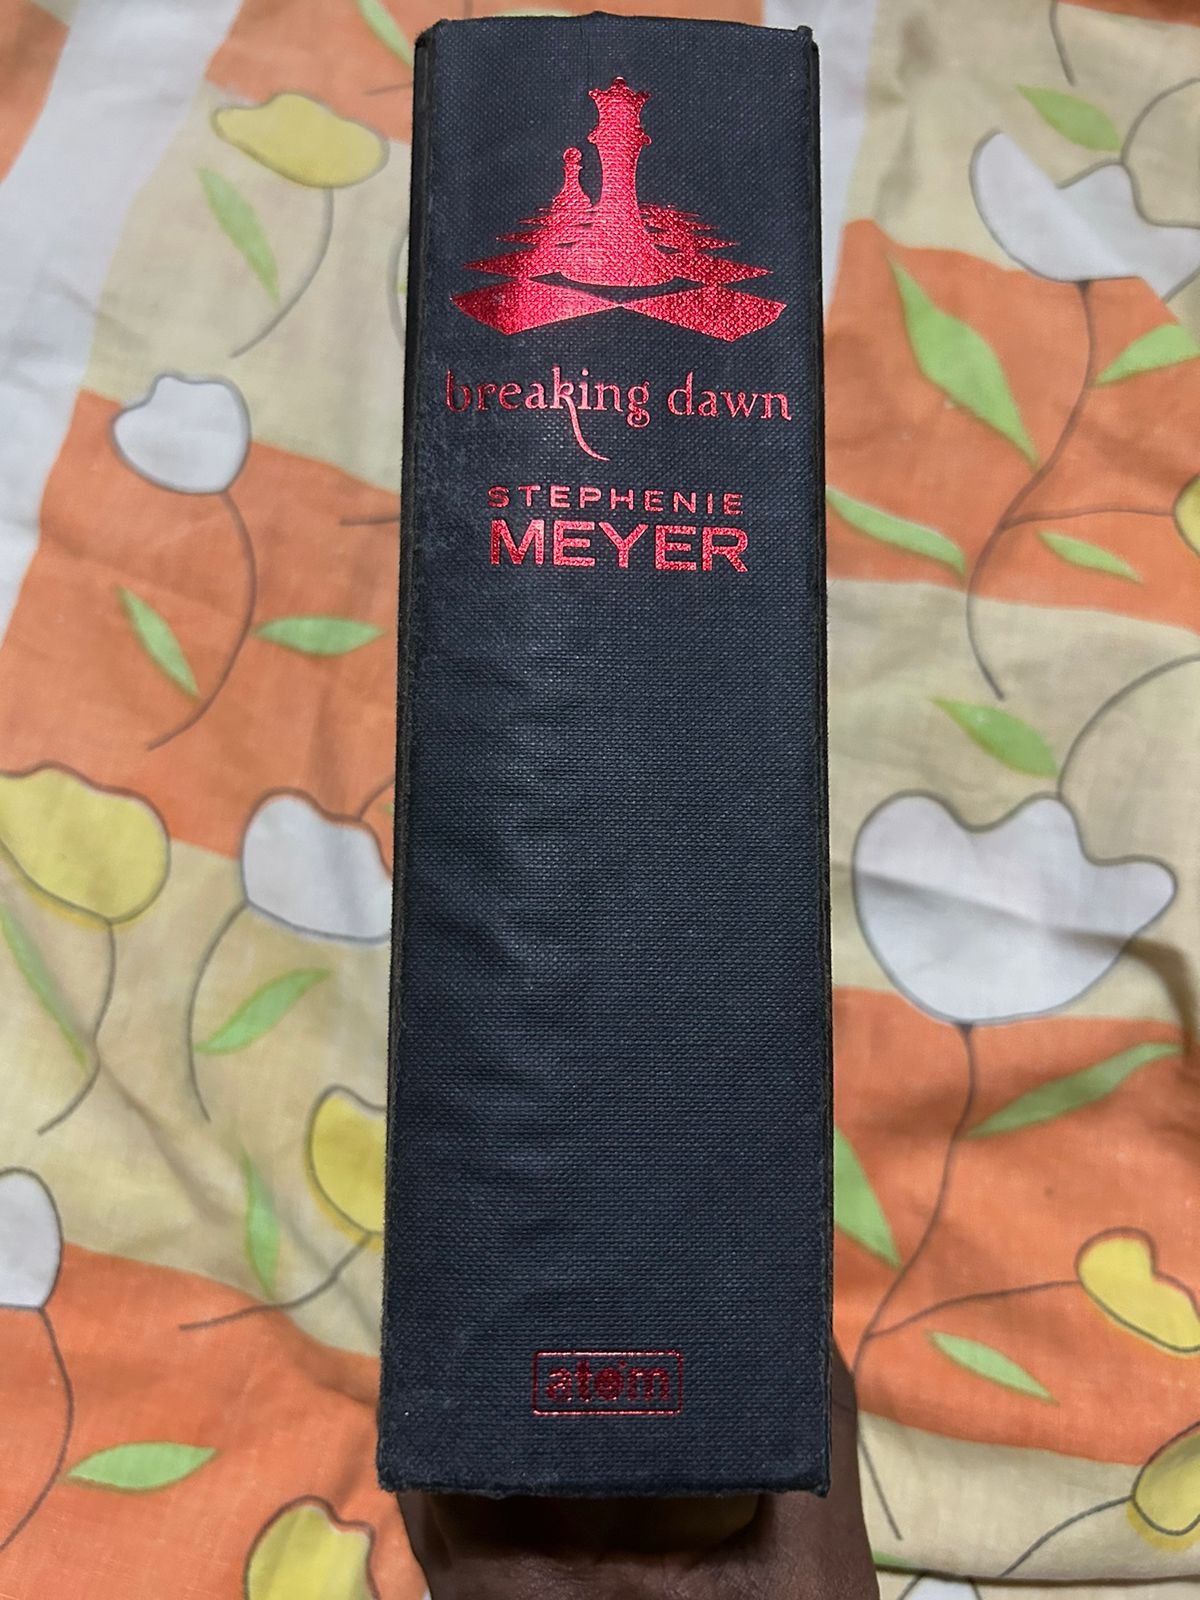 breaking dawn
STEPHENIE
MEYER
atom